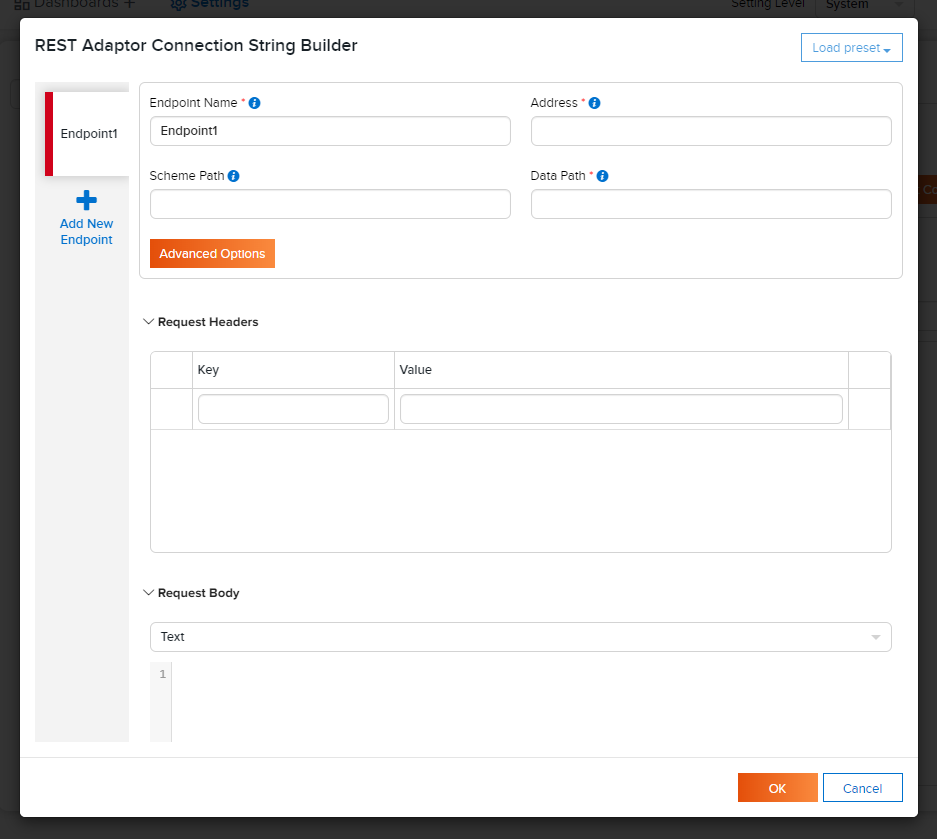 Dashboards
Settings
Setting Level
System
REST Adaptor Connection String Builder
Load preset
Endpoint1
Add New
Endpoint
Endpoint Name *
Endpoint1
Address *
Scheme Path
Data Path *
Advanced Options
Request Headers
Key
Value
Request Body
Text
1
OK
Cancel